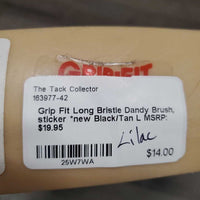 GRIP-FIT
The Tack Collector
163977-42
Grip Fit Long Bristle Dandy Brush,
sticker *new Black/Tan L MSRP:
$19.95
Lilac
$14.00
25W7WA